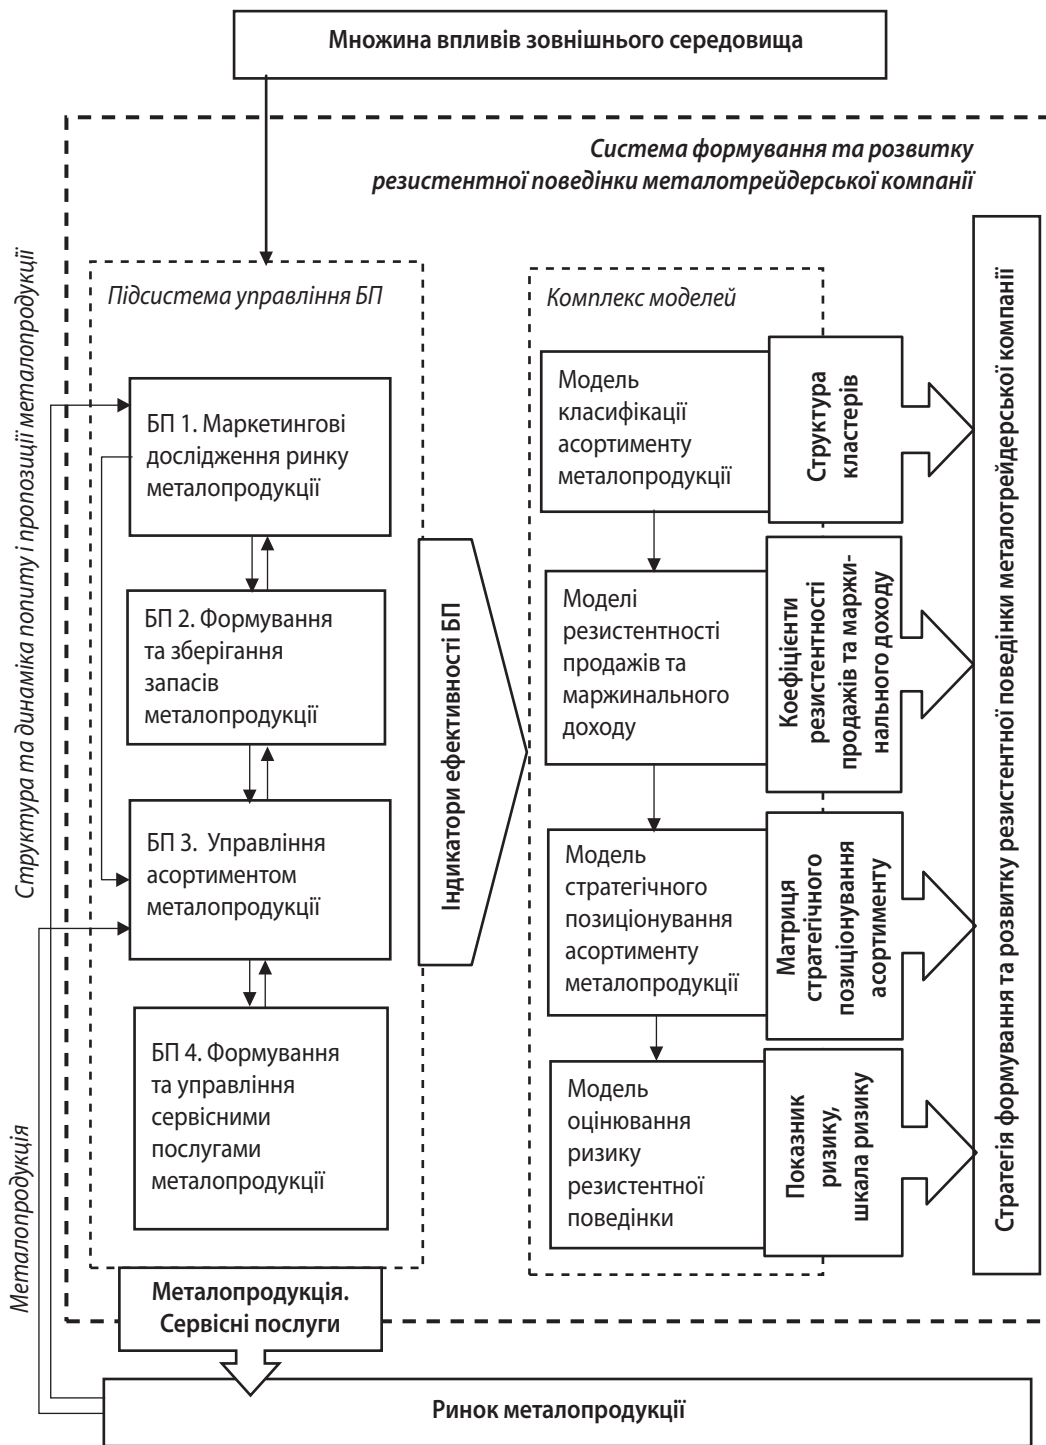 Множина впливів зовнішнього середовища
Система формування та розвитку
резистентної поведінки металотрейдерської компанії
Структура та динаміка попиту і пропозиції металопродукції
Металопродукція
Підсистема управління БП
БП 1. Маркетингові
дослідження ринку
металопродукції
БП 2. Формування
та зберігання
запасів
металопродукції
БП 3. Управління
асортиментом
металопродукції
БП 4. Формування
та управління
сервісними
послугами
металопродукції
Індикатори ефективності БП
Комплекс моделей
Модель
класифікації
асортименту
металопродукції
Структура
кластерів
Моделі
резистентності
продажів та
маржинального
доходу
Коефіцієнти
резистентності
продажів та маржи-
нального доходу
Модель
стратегічного
позиціонування
асортименту
металопродукції
Матриця
стратегічного
позиціонування
асортименту
Модель
оцінювання
ризику
резистентної
поведінки
Показник
ризику,
шкала ризику
Стратегія формування та розвитку резистентної поведінки металотрейдерської компанії
Металопродукція.
Сервісні послуги
Ринок металопродукції